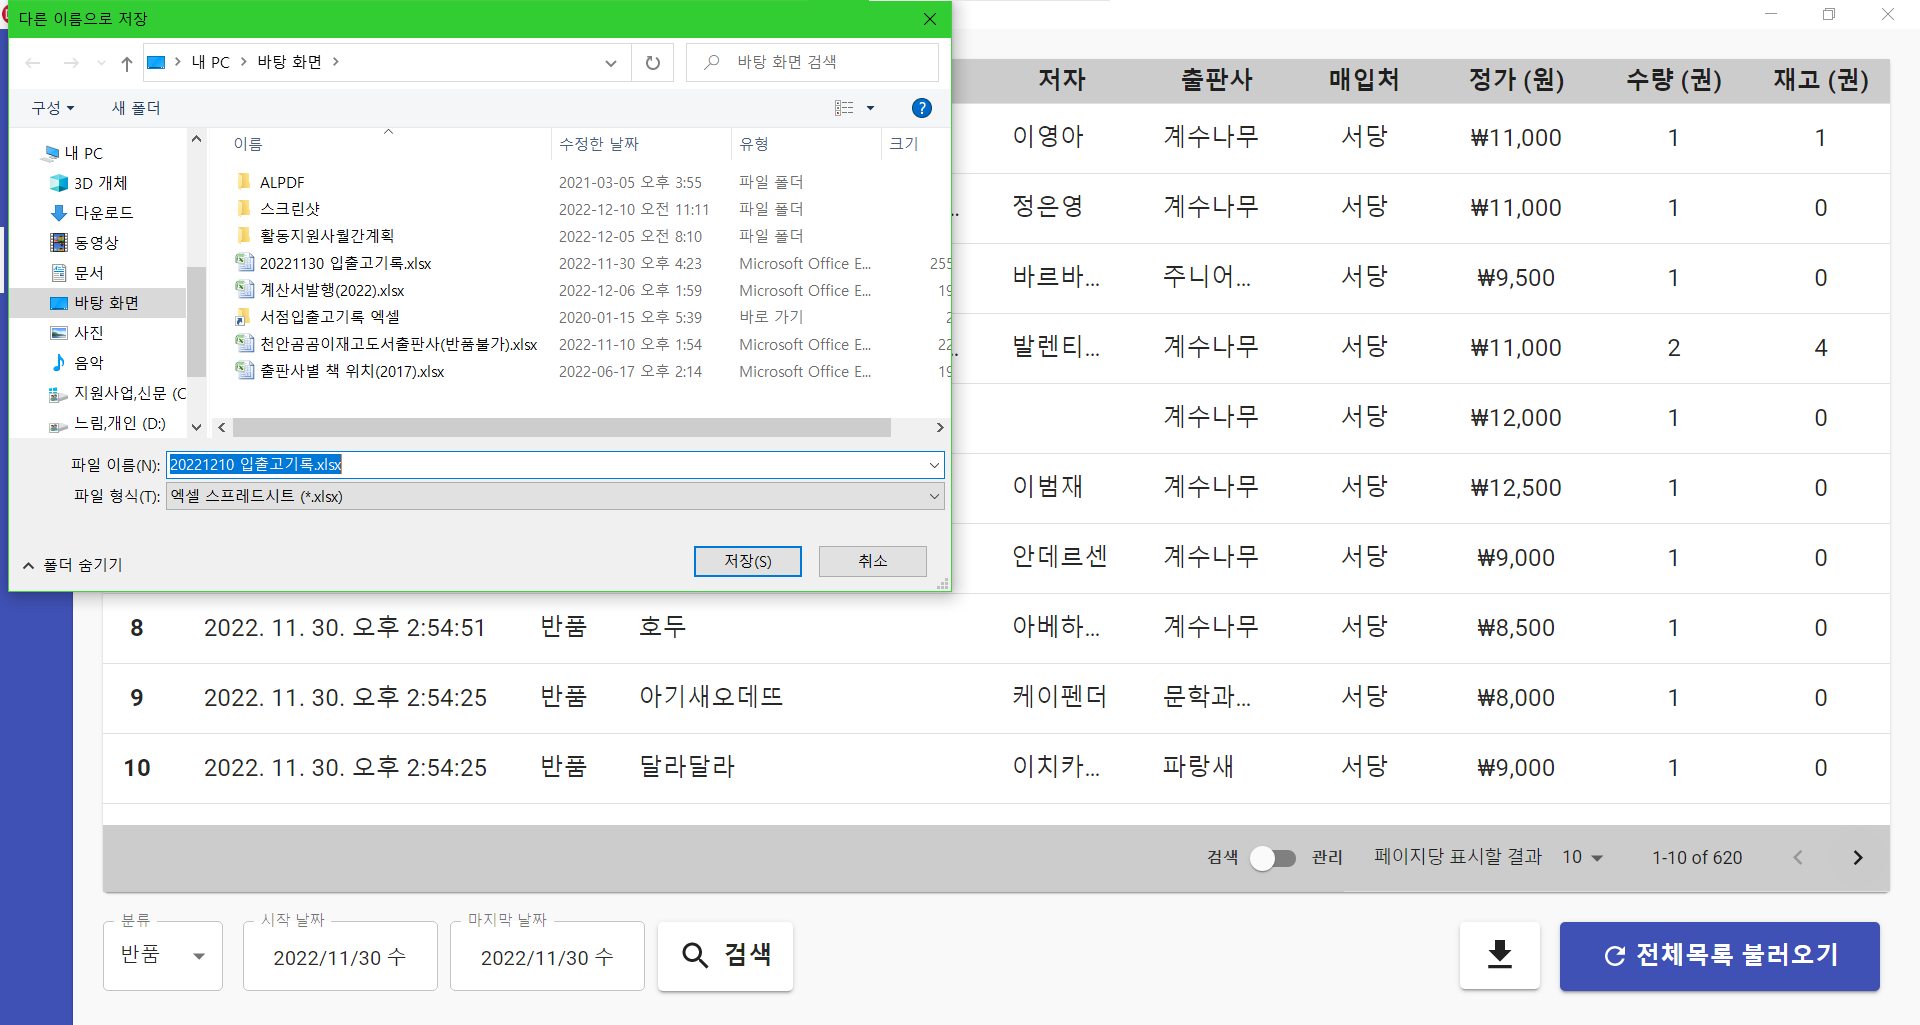 다른 이름으로 저장
내 PC > 바탕 화면 >
바탕 화면 검색
구성
새 폴더
내 PC
3D 개체
다운로드
동영상
문서
바탕 화면
사진
음악
지원사업,신문 (C
느림,개인 (D:)
이름 수정한 날짜 유형 크기
ALPDF 2021-03-05 오후 3:55 파일 폴더
스크린샷 2022-12-10 오전 11:11 파일 폴더
활동지원사월간계획 2022-12-05 오전 8:10 파일 폴더
20221130 입출고기록.xlsx 2022-11-30 오후 4:23 Microsoft Office E... 255
계산서발행(2022).xlsx 2022-12-06 오후 1:59 Microsoft Office E... 19
서점입출고기록 엑셀 2020-01-15 오후 5:39 바로 가기 2
천안곰곰이재고도서출판사(반품불가).xlsx 2022-11-10 오후 1:54 Microsoft Office E... 22
출판사별 책 위치(2017).xlsx 2022-06-17 오후 2:14 Microsoft Office E... 19
파일 이름(N): 20221210 입출고기록.xlsx
파일 형식(T): 엑셀 스프레드시트 (*.xlsx)
폴더 숨기기
저장(S)
취소
저자 출판사 매입처 정가 (원) 수량 (권) 재고 (권)
이영아 계수나무 서당 ₩11,000 1 1
정은영 계수나무 서당 ₩11,000 1 0
바르바... 주니어... 서당 ₩9,500 1 0
발렌티... 계수나무 서당 ₩11,000 2 4
계수나무 서당 ₩12,000 1 0
이범재 계수나무 서당 ₩12,500 1 0
안데르센 계수나무 서당 ₩9,000 1 0
8 2022. 11. 30. 오후 2:54:51 반품 호두 아베하... 계수나무 서당 ₩8,500 1 0
9 2022. 11. 30. 오후 2:54:25 반품 아기새오데뜨 케이펜더 문학과... 서당 ₩8,000 1 0
10 2022. 11. 30. 오후 2:54:25 반품 달라달라 이치카... 파랑새 서당 ₩9,000 1 0
검색 관리 페이지당 표시할 결과 10 1-10 of 620
분류
반품
시작 날짜
2022/11/30 수
마지막 날짜
2022/11/30 수
검색
전체목록 불러오기